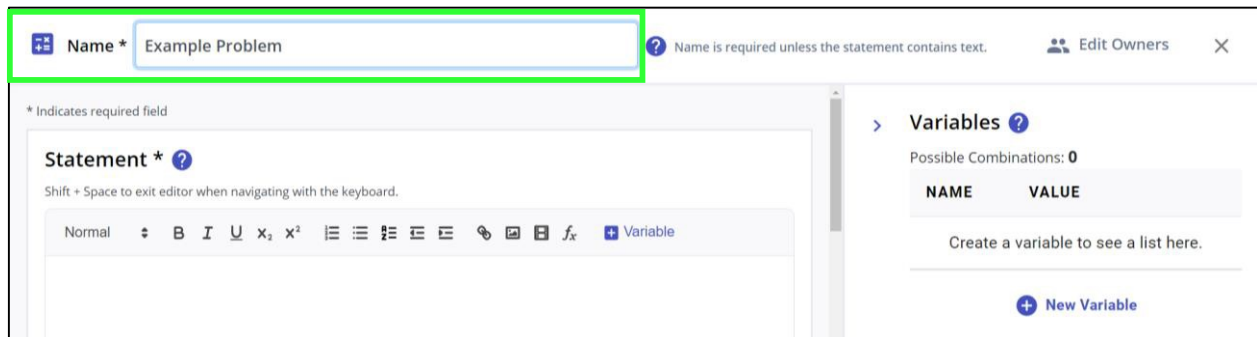 Name * Example Problem
Name is required unless the statement contains text.
Edit Owners
* Indicates required field
Statement *
Shift + Space to exit editor when navigating with the keyboard.
Normal B I U X₂ X² fx Variable
Variables
Possible Combinations: 0
NAME VALUE
Create a variable to see a list here.
New Variable